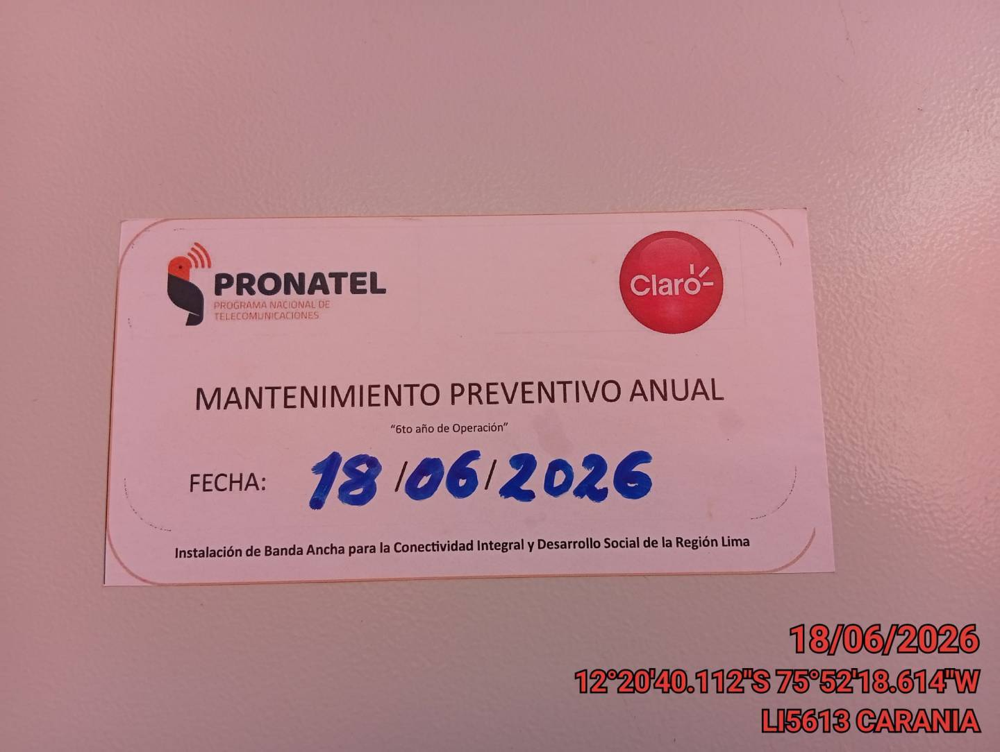 PRONATEL
PROGRAMA NACIONAL DE
TELECOMUNICACIONES
Claro
MANTENIMIENTO PREVENTIVO ANUAL
“6to año de Operación”
FECHA: 18/06/2026
Instalación de Banda Ancha para la Conectividad Integral y Desarrollo Social de la Región Lima
18/06/2026
12°20'40.112"S 75°52'18.614"W
LI5613 CARANIA